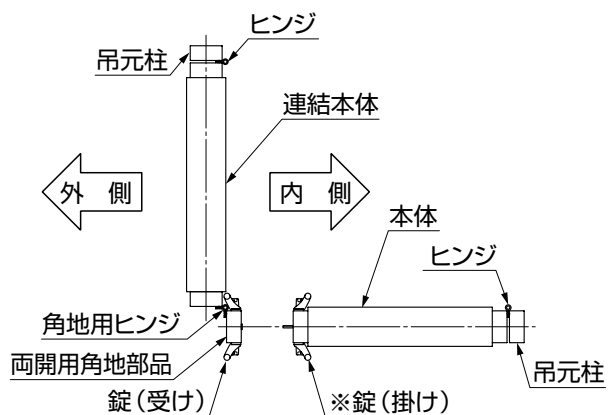 ヒンジ
吊元柱
連結本体
外 側
内 側
本体
ヒンジ
角地用ヒンジ
両開用角地部品
吊元柱
錠（受け）
※錠（掛け）